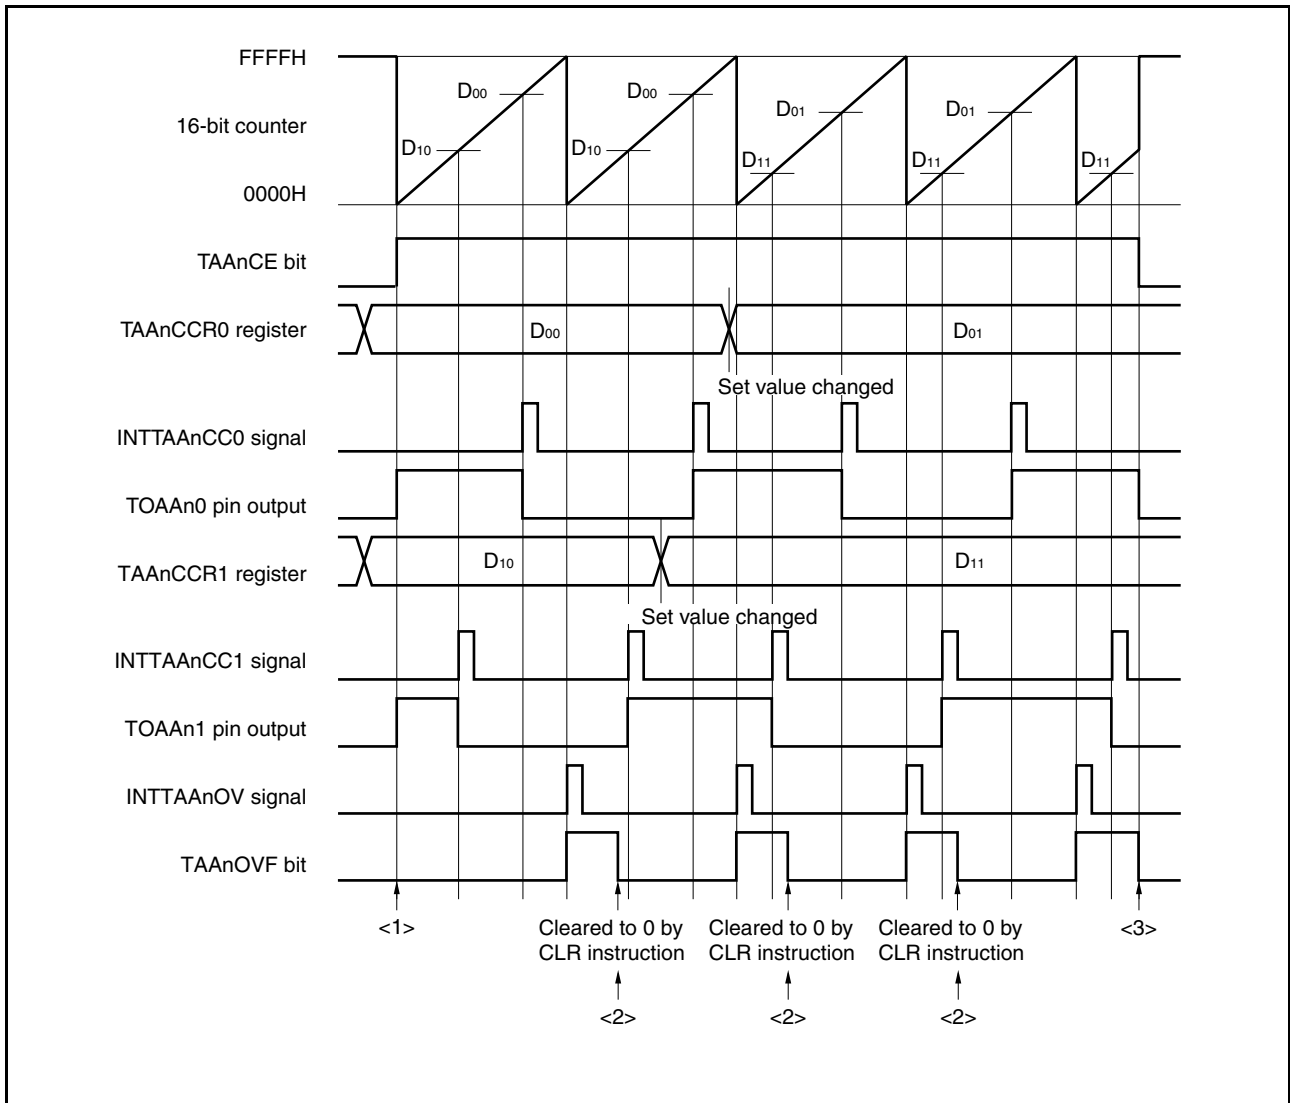 FFFFH
D00
D00
D01
D01
16-bit counter
D10
D10
D11
D11
D11
0000H
TAAnCE bit
TAAnCCR0 register
D00
D01
Set value changed
INTTAAnCC0 signal
TOAAn0 pin output
TAAnCCR1 register
D10
D11
Set value changed
INTTAAnCC1 signal
TOAAn1 pin output
INTTAAnOV signal
TAAnOVF bit
<1>
Cleared to 0 by
CLR instruction
Cleared to 0 by
CLR instruction
Cleared to 0 by
CLR instruction
<3>
<2>
<2>
<2>